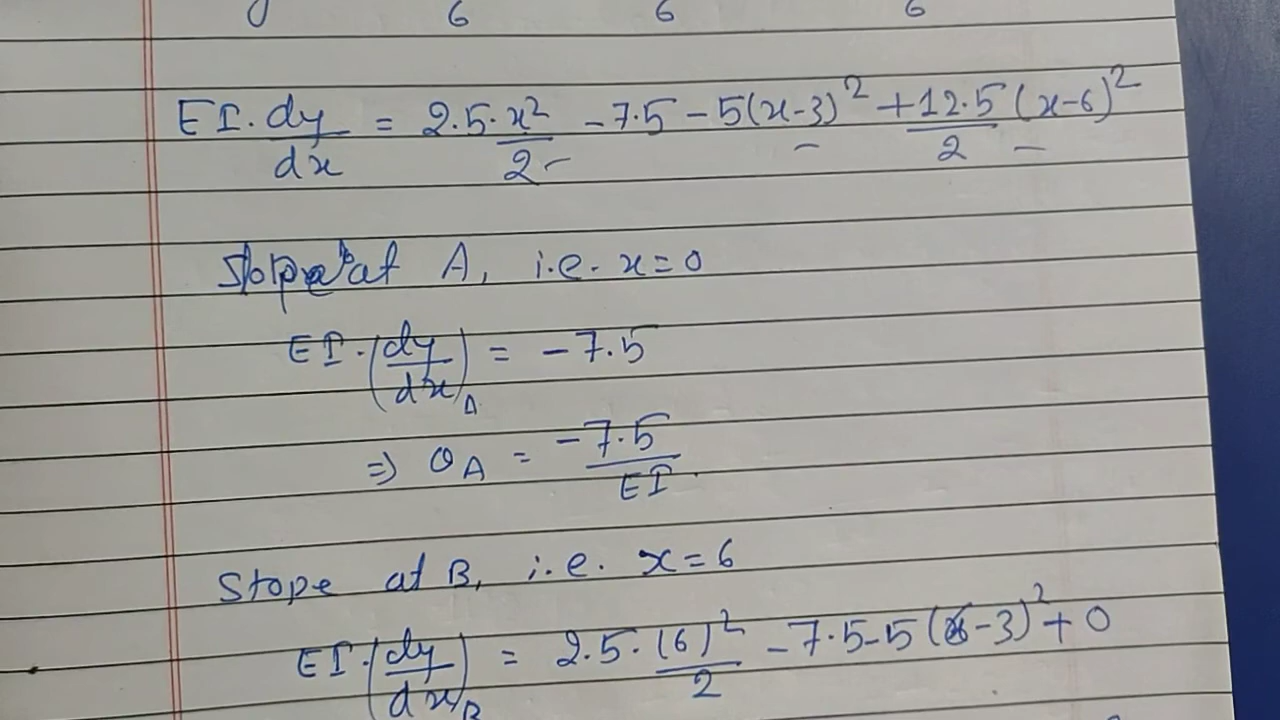 y 6 6 6
EI·dy/dx = 2.5·x²/2 - 7.5 - 5(x-3)² + 12.5/2 (x-6)²
Slope at A, i.e. x=0
EI·(dy/dx)A = -7.5
⇒ θA = -7.5/EI.
Slope at B, i.e. x=6
EI·(dy/dx)B = 2.5·(6)²/2 - 7.5 - 5(6-3)² + 0